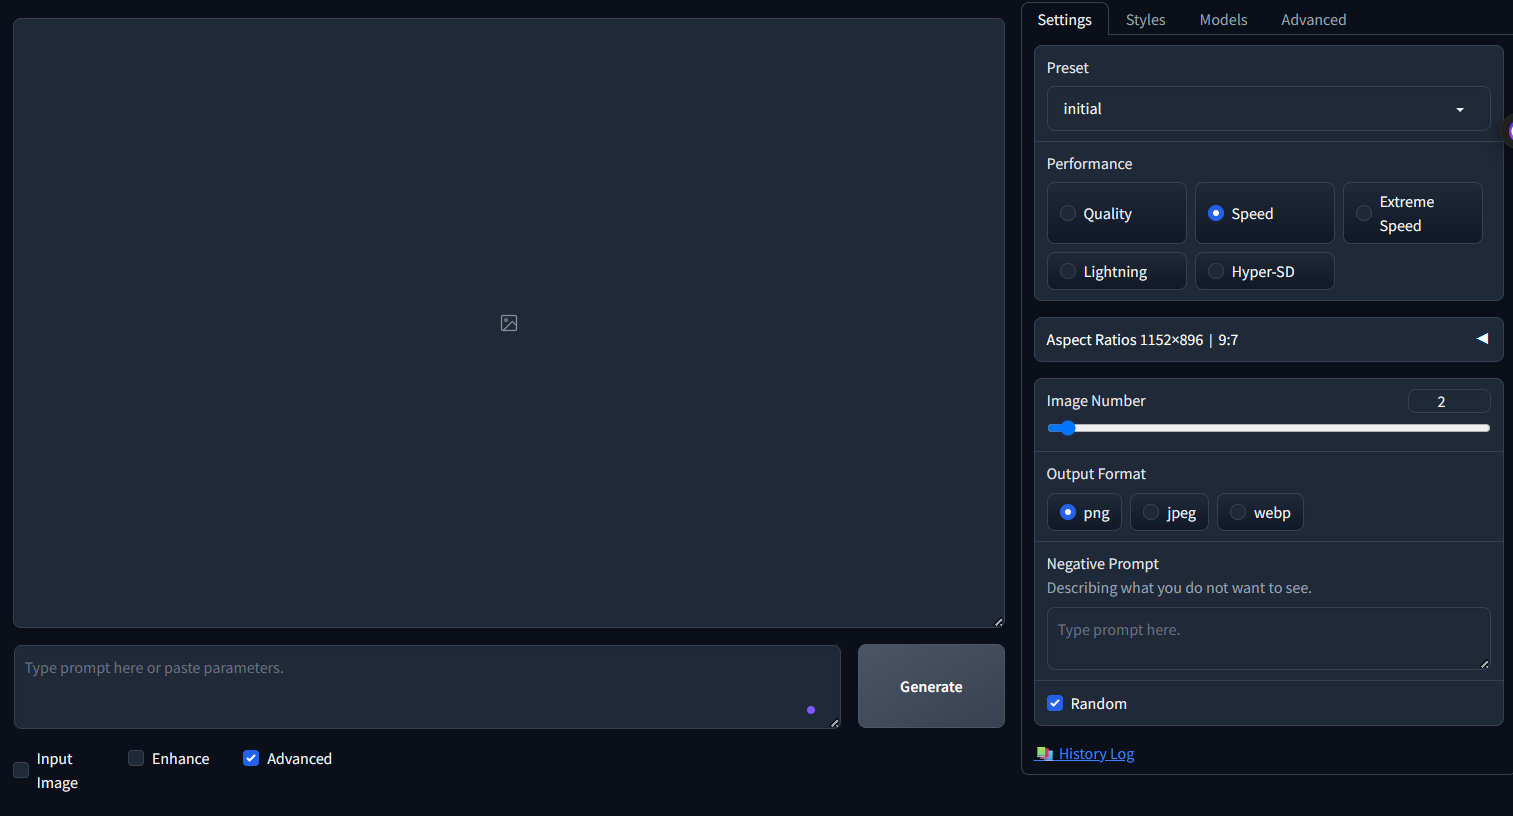 Settings
Styles
Models
Advanced
Preset
initial
Performance
Quality
Speed
Extreme
Speed
Lightning
Hyper-SD
Aspect Ratios 1152×896 | 9:7
Image Number
2
Output Format
png
jpeg
webp
Negative Prompt
Describing what you do not want to see.
Type prompt here.
Random
History Log
Type prompt here or paste parameters.
Generate
Input
Image
Enhance
Advanced